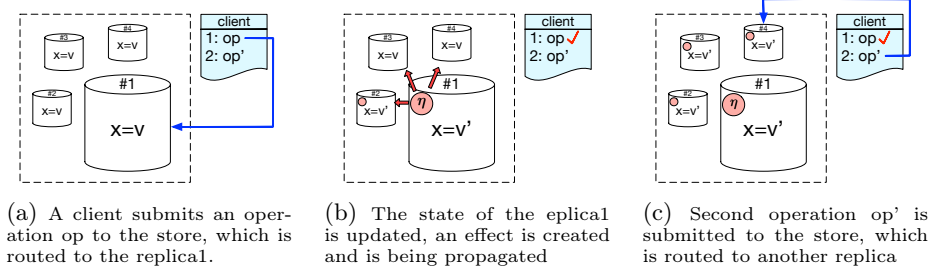 #3
x=v
#4
x=v
#2
x=v
#1
x=v
client
1: op
2: op’
(a) A client submits an oper-
ation op to the store, which is
routed to the replica1.
#3
x=v
#4
x=v
#2
x=v'
#1
η
x=v'
client
1: op
2: op’
(b) The state of the eplica1
is updated, an effect is created
and is being propagated
#3
x=v'
#4
x=v'
#2
x=v'
#1
η
x=v'
client
1: op
2: op’
(c) Second operation op’ is
submitted to the store, which
is routed to another replica